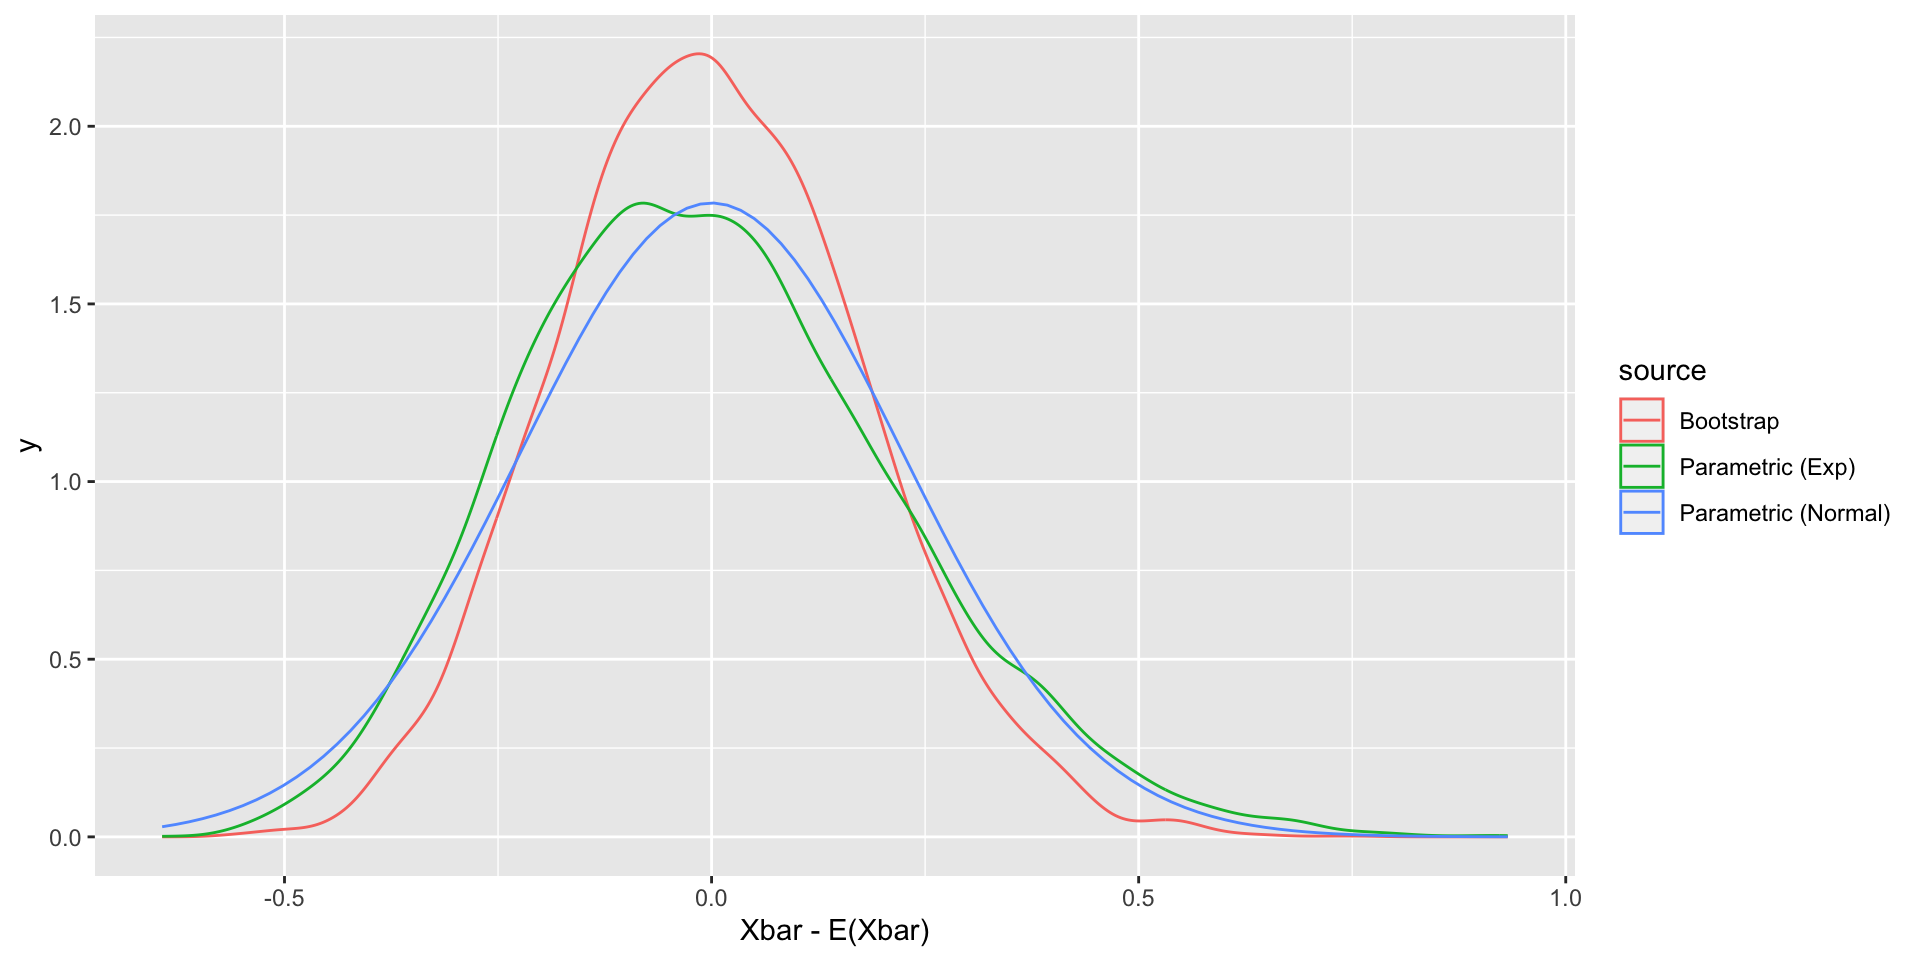 2.0
1.5
1.0
0.5
0.0
y
-0.5 0.0 0.5 1.0
Xbar - E(Xbar)
source
Bootstrap
Parametric (Exp)
Parametric (Normal)